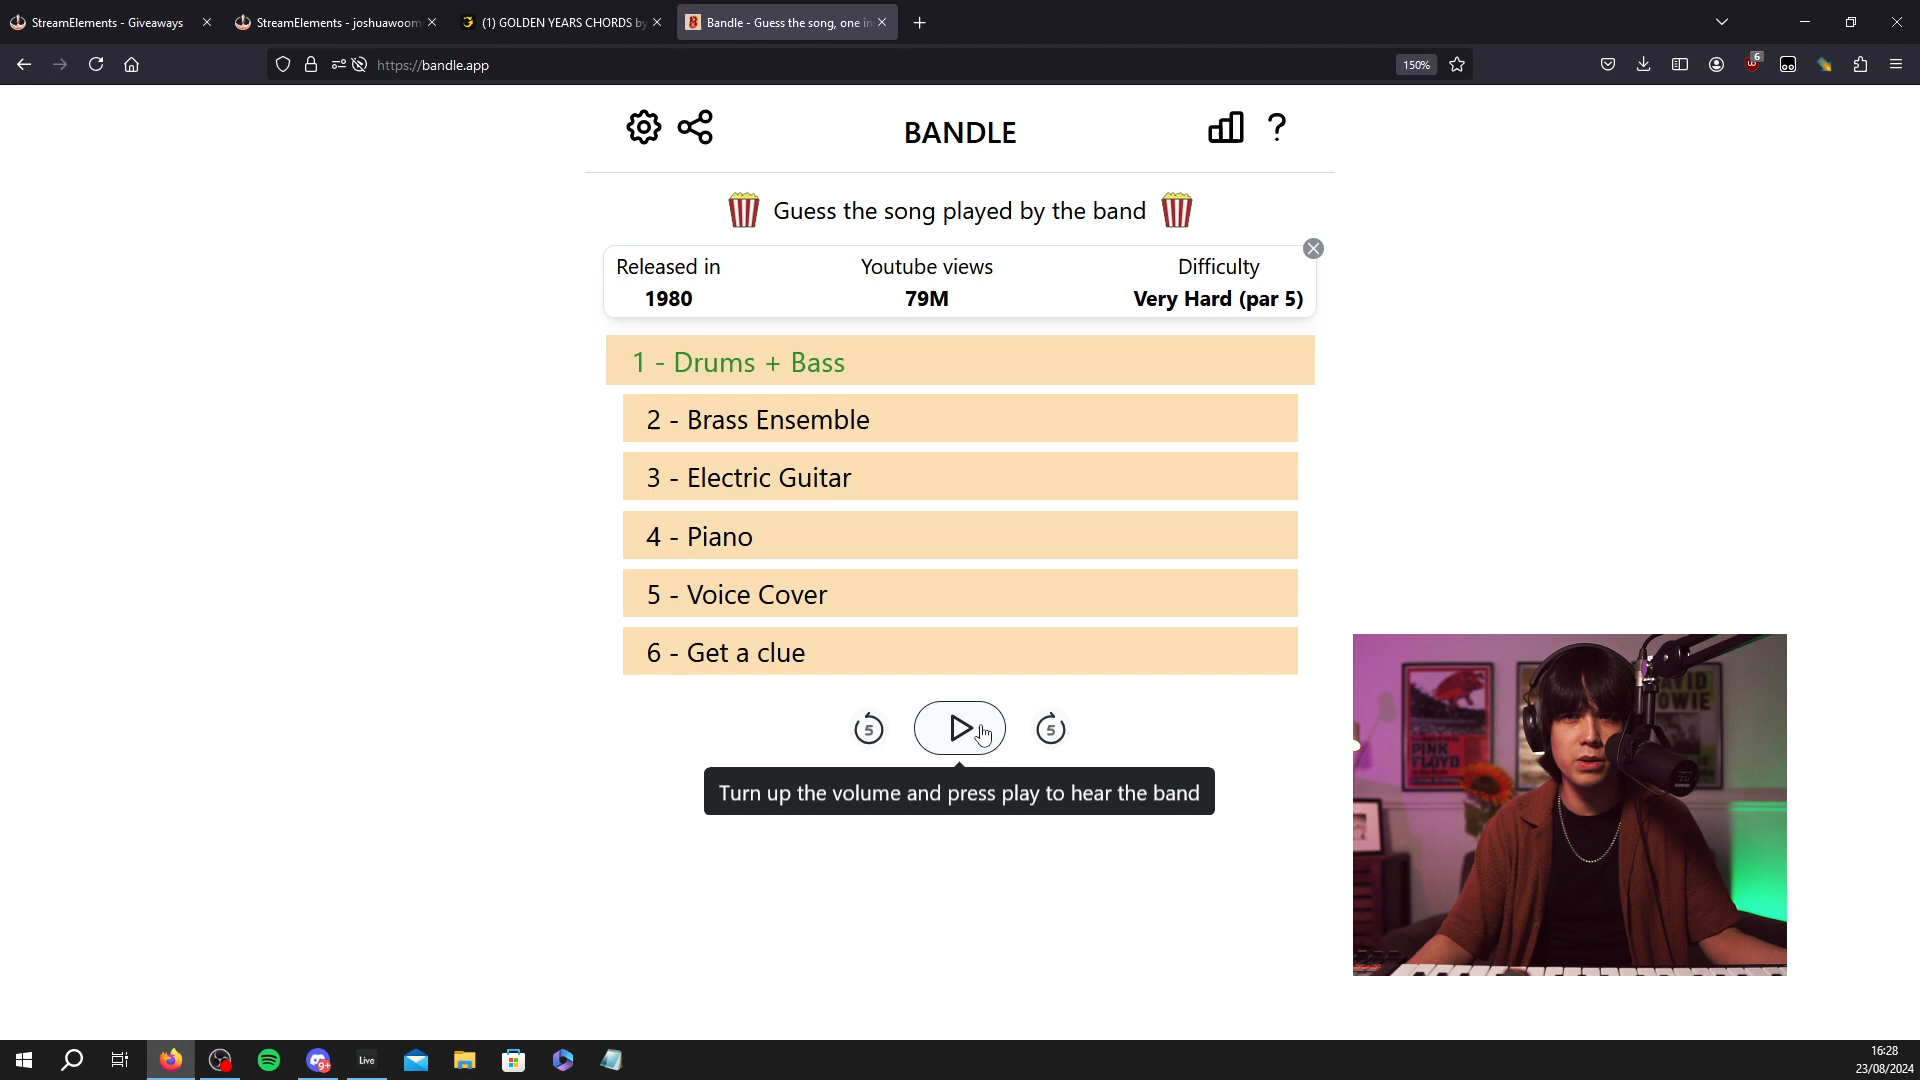 StreamElements - Giveaways
StreamElements - joshuawoom
(1) GOLDEN YEARS CHORDS by
Bandle - Guess the song, one in
https://bandle.app
150%
6
BANDLE
?
Guess the song played by the band
Released in
Youtube views
Difficulty
1980
79M
Very Hard (par 5)
1 - Drums + Bass
2 - Brass Ensemble
3 - Electric Guitar
4 - Piano
5 - Voice Cover
6 - Get a clue
5
5
Turn up the volume and press play to hear the band
PINK
FLOYD
DAVID
BOWIE
Live
9+
16:28
23/08/2024